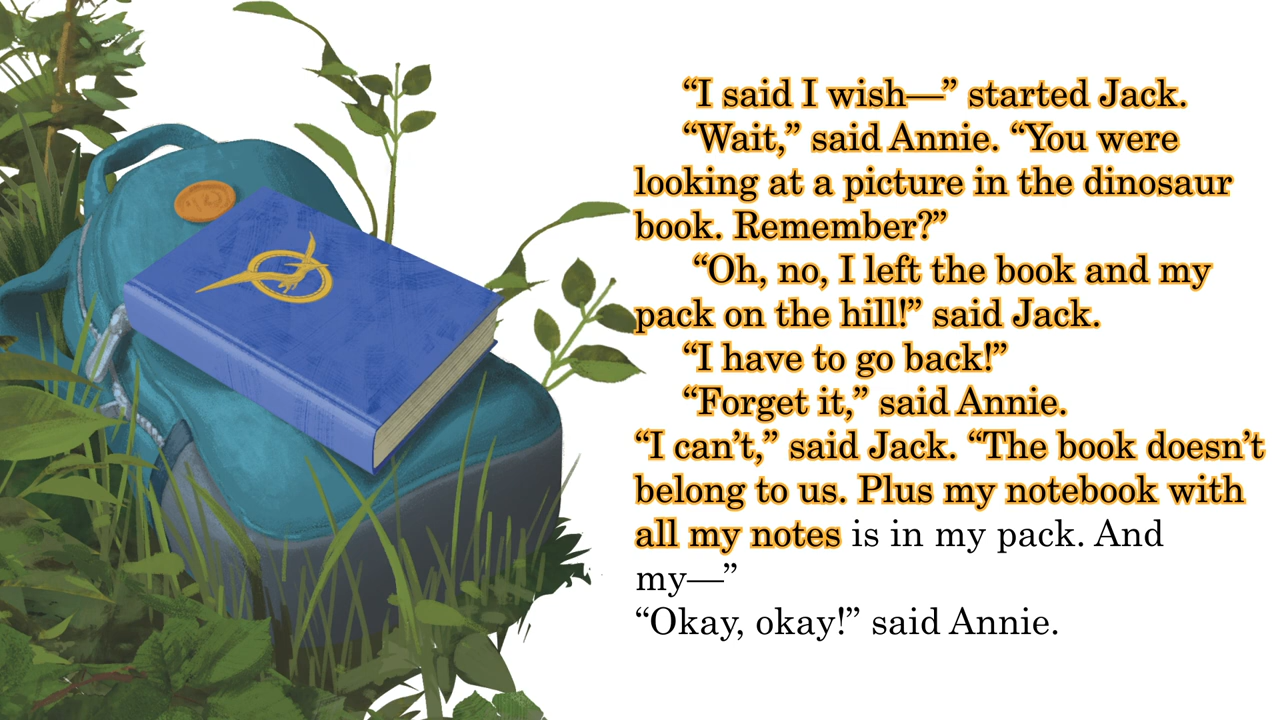 “I said I wish—” started Jack.
“Wait,” said Annie. “You were
looking at a picture in the dinosaur
book. Remember?”
“Oh, no, I left the book and my
pack on the hill!” said Jack.
“I have to go back!”
“Forget it,” said Annie.
“I can’t,” said Jack. “The book doesn’t
belong to us. Plus my notebook with
all my notes is in my pack. And
my—”
“Okay, okay!” said Annie.